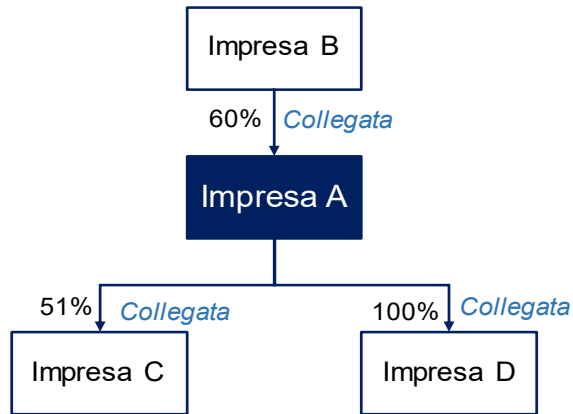 Impresa B
60% Collegata
Impresa A
51% Collegata
100% Collegata
Impresa C
Impresa D